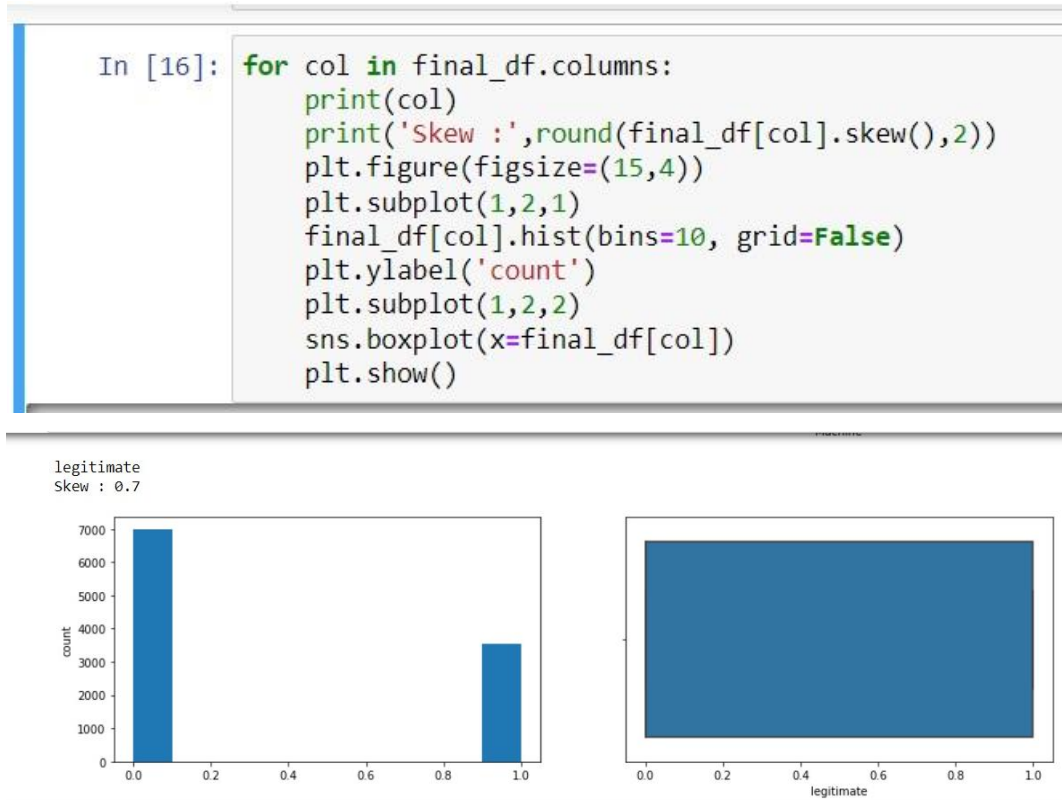 In [16]: for col in final_df.columns:
print(col)
print('Skew :',round(final_df[col].skew(),2))
plt.figure(figsize=(15,4))
plt.subplot(1,2,1)
final_df[col].hist(bins=10, grid=False)
plt.ylabel('count')
plt.subplot(1,2,2)
sns.boxplot(x=final_df[col])
plt.show()
Machine
legitimate
Skew : 0.7
7000
6000
5000
4000
3000
2000
1000
0
count
0.0 0.2 0.4 0.6 0.8 1.0
0.0 0.2 0.4 0.6 0.8 1.0
legitimate